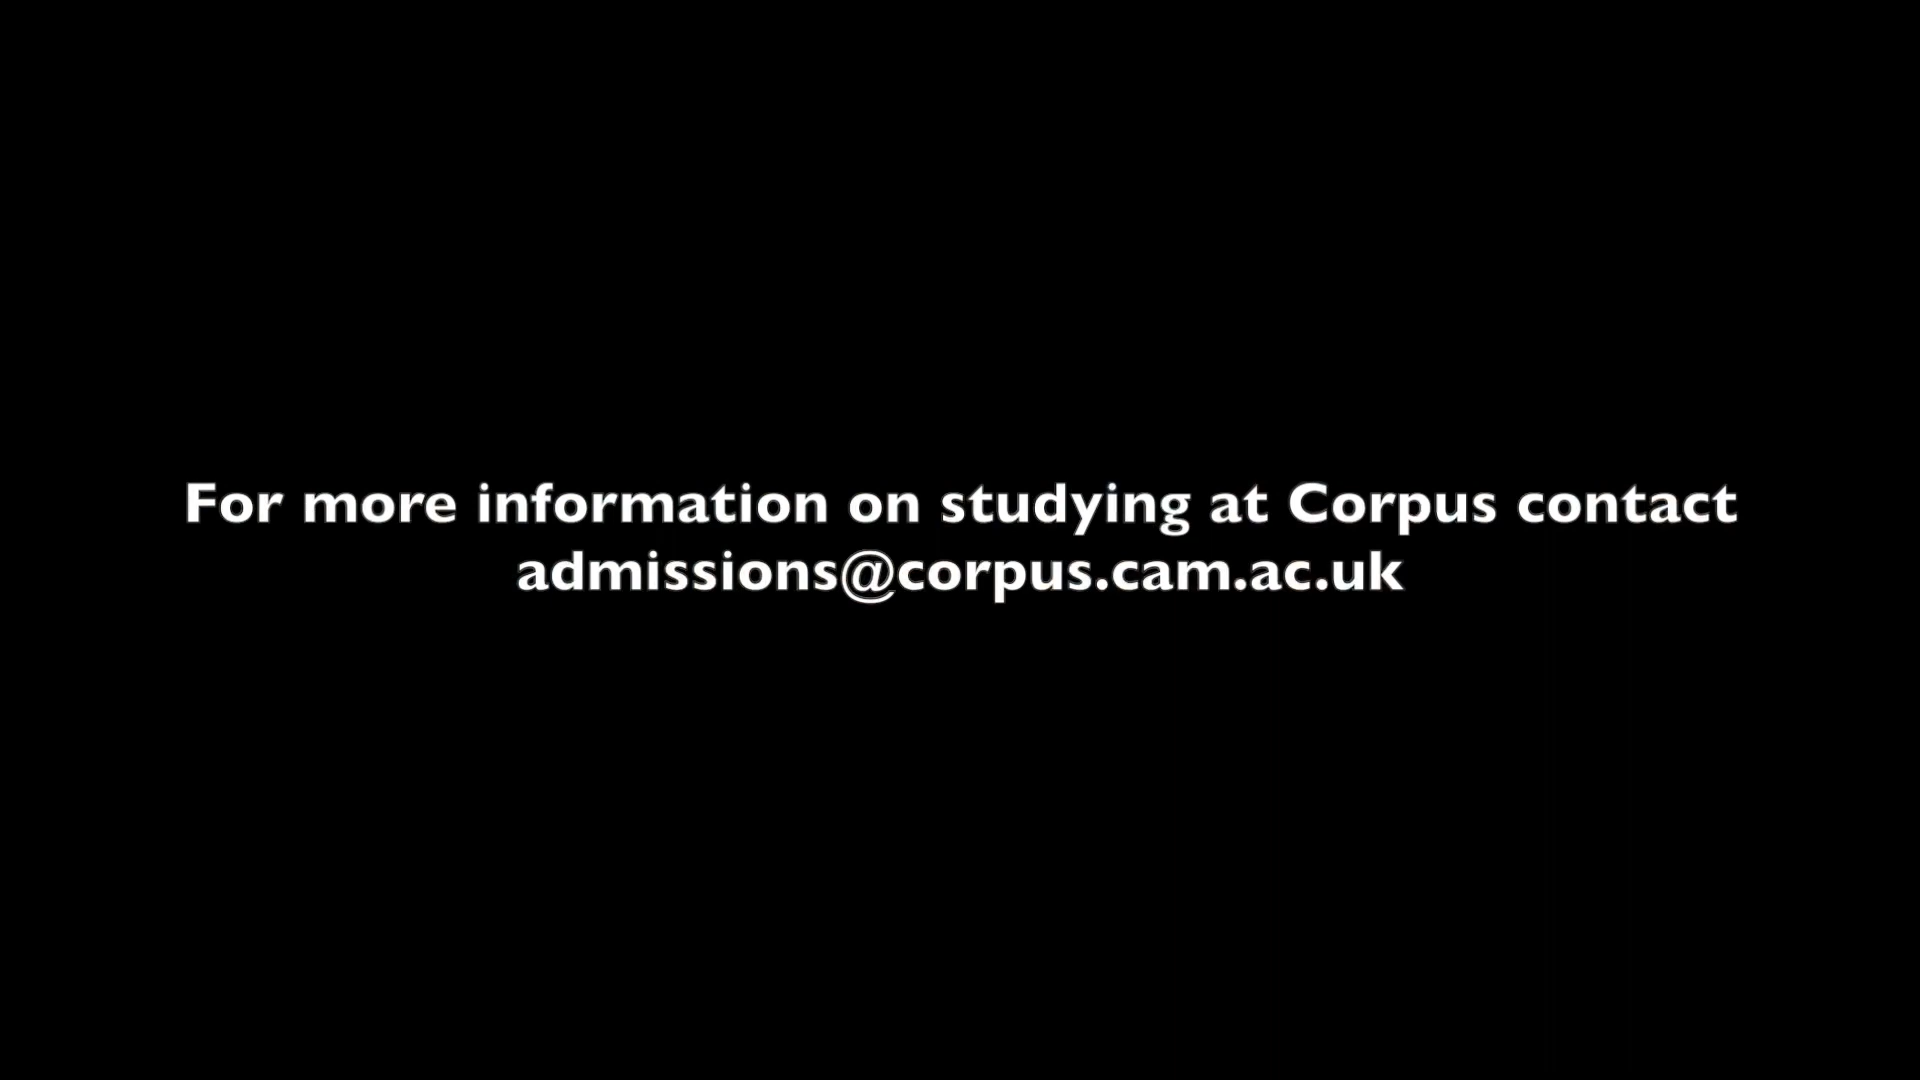 For more information on studying at Corpus contact
admissions@corpus.cam.ac.uk